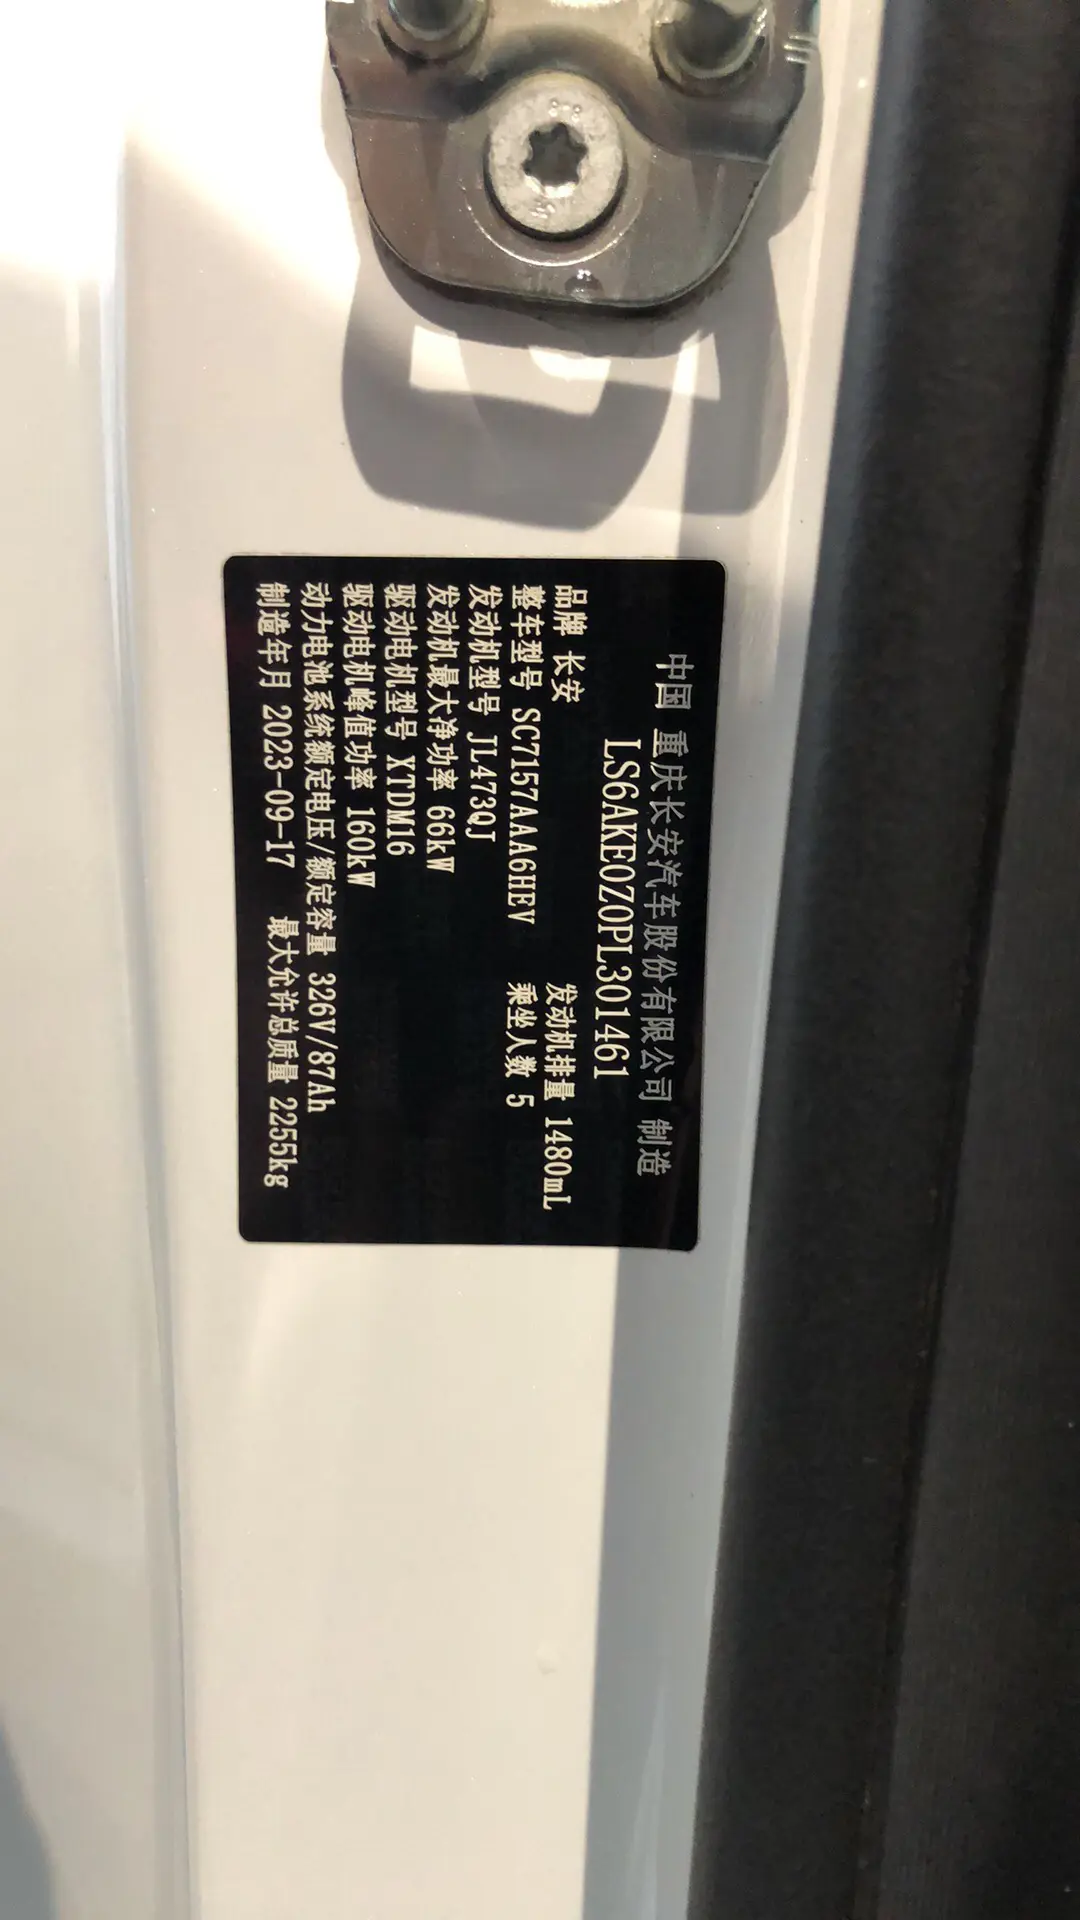 中国 重庆长安汽车股份有限公司 制造
LS6AKE0Z0PL301461
品牌 长安 发动机排量 1480mL
整车型号 SC7157AAA6HEV 乘坐人数 5
发动机型号 JL473QJ
发动机最大净功率 66kW
驱动电机型号 XTDM16
驱动电机峰值功率 160kW
动力电池系统额定电压/额定容量 326V/87Ah
制造年月 2023-09-17 最大允许总质量 2255kg